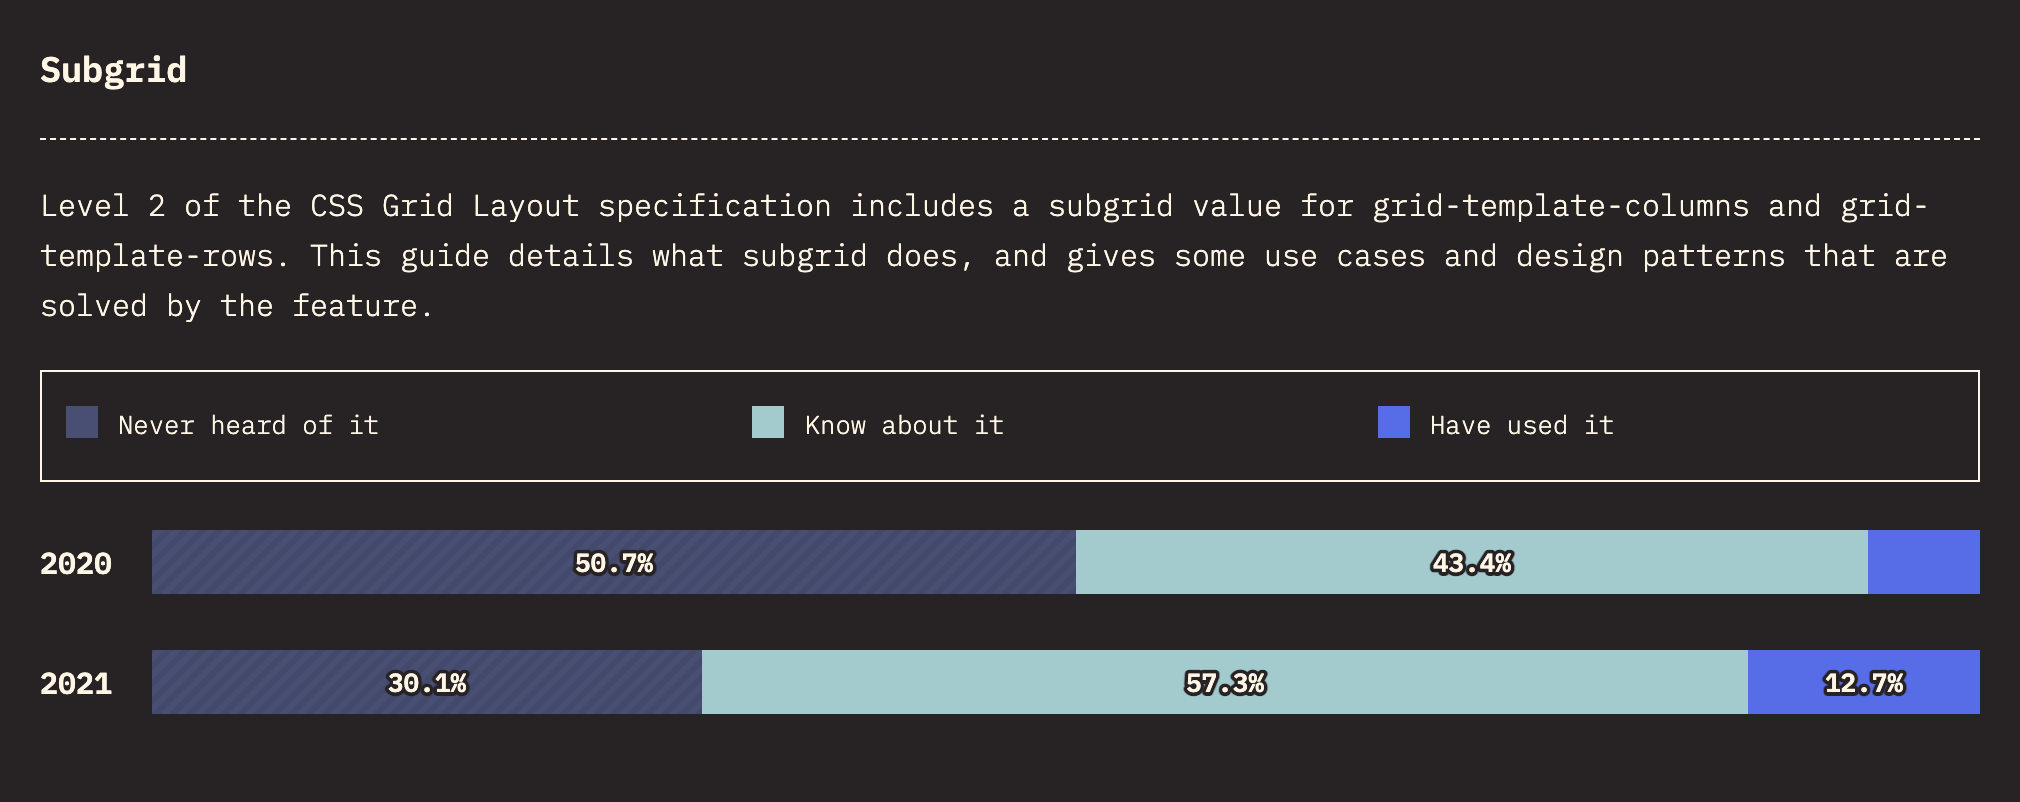 Subgrid
Level 2 of the CSS Grid Layout specification includes a subgrid value for grid-template-columns and grid-
template-rows. This guide details what subgrid does, and gives some use cases and design patterns that are
solved by the feature.
Never heard of it Know about it Have used it
2020 50.7% 43.4%
2021 30.1% 57.3% 12.7%